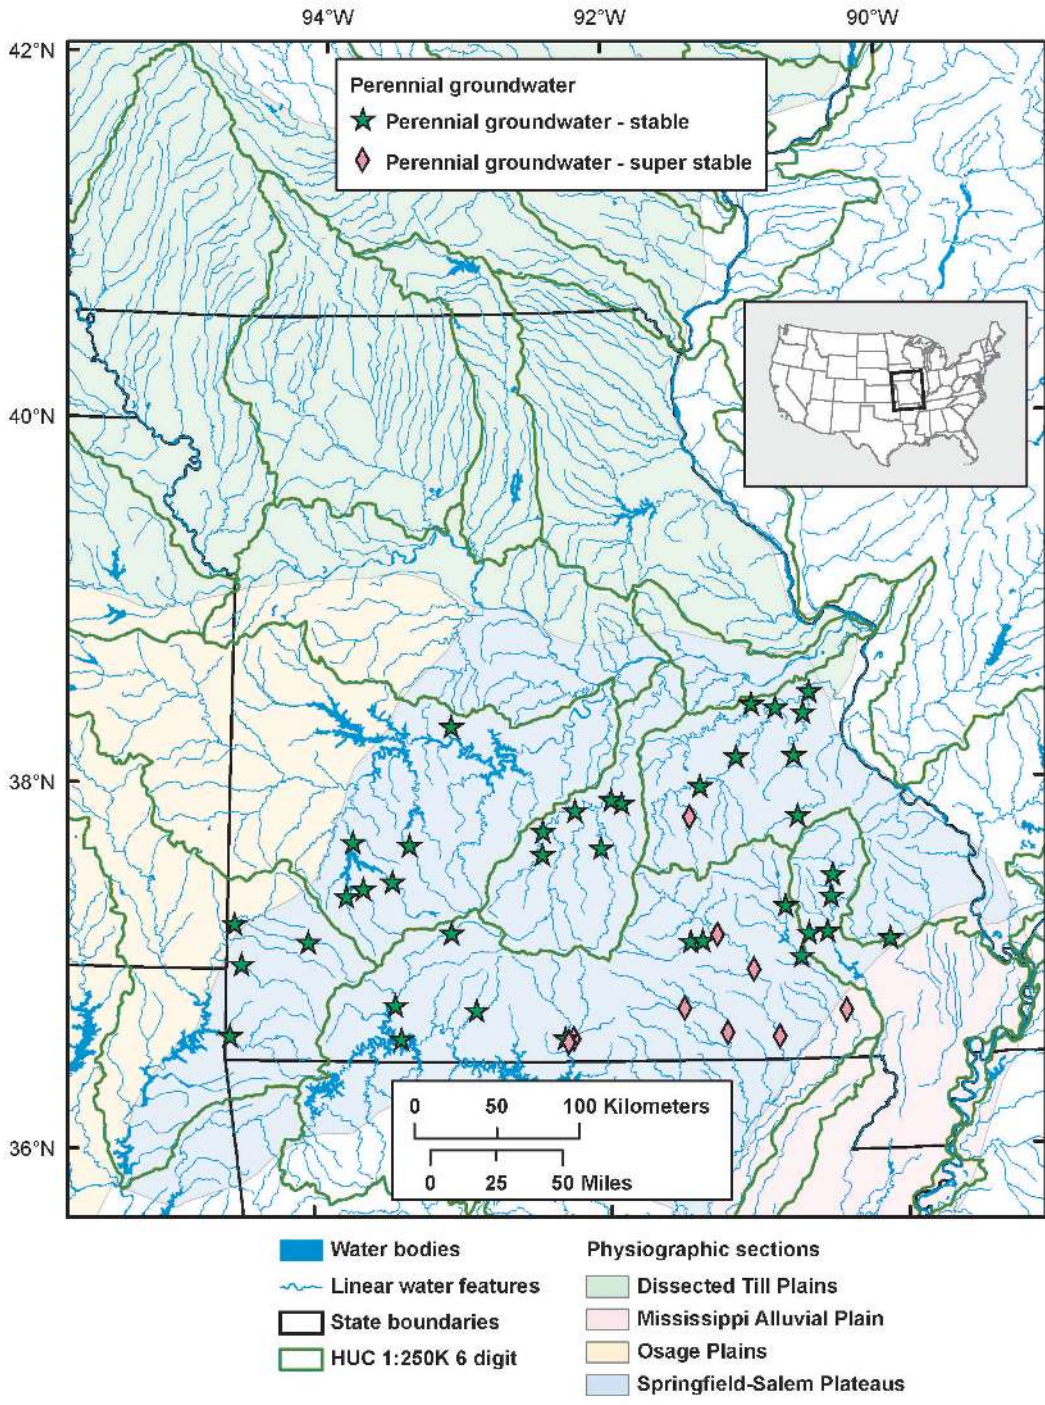 94°W 92°W 90°W
42°N
Perennial groundwater
Perennial groundwater - stable
Perennial groundwater - super stable
40°N
38°N
36°N
0 50 100 Kilometers
0 25 50 Miles
Water bodies
Linear water features
State boundaries
HUC 1:250K 6 digit
Physiographic sections
Dissected Till Plains
Mississippi Alluvial Plain
Osage Plains
Springfield-Salem Plateaus